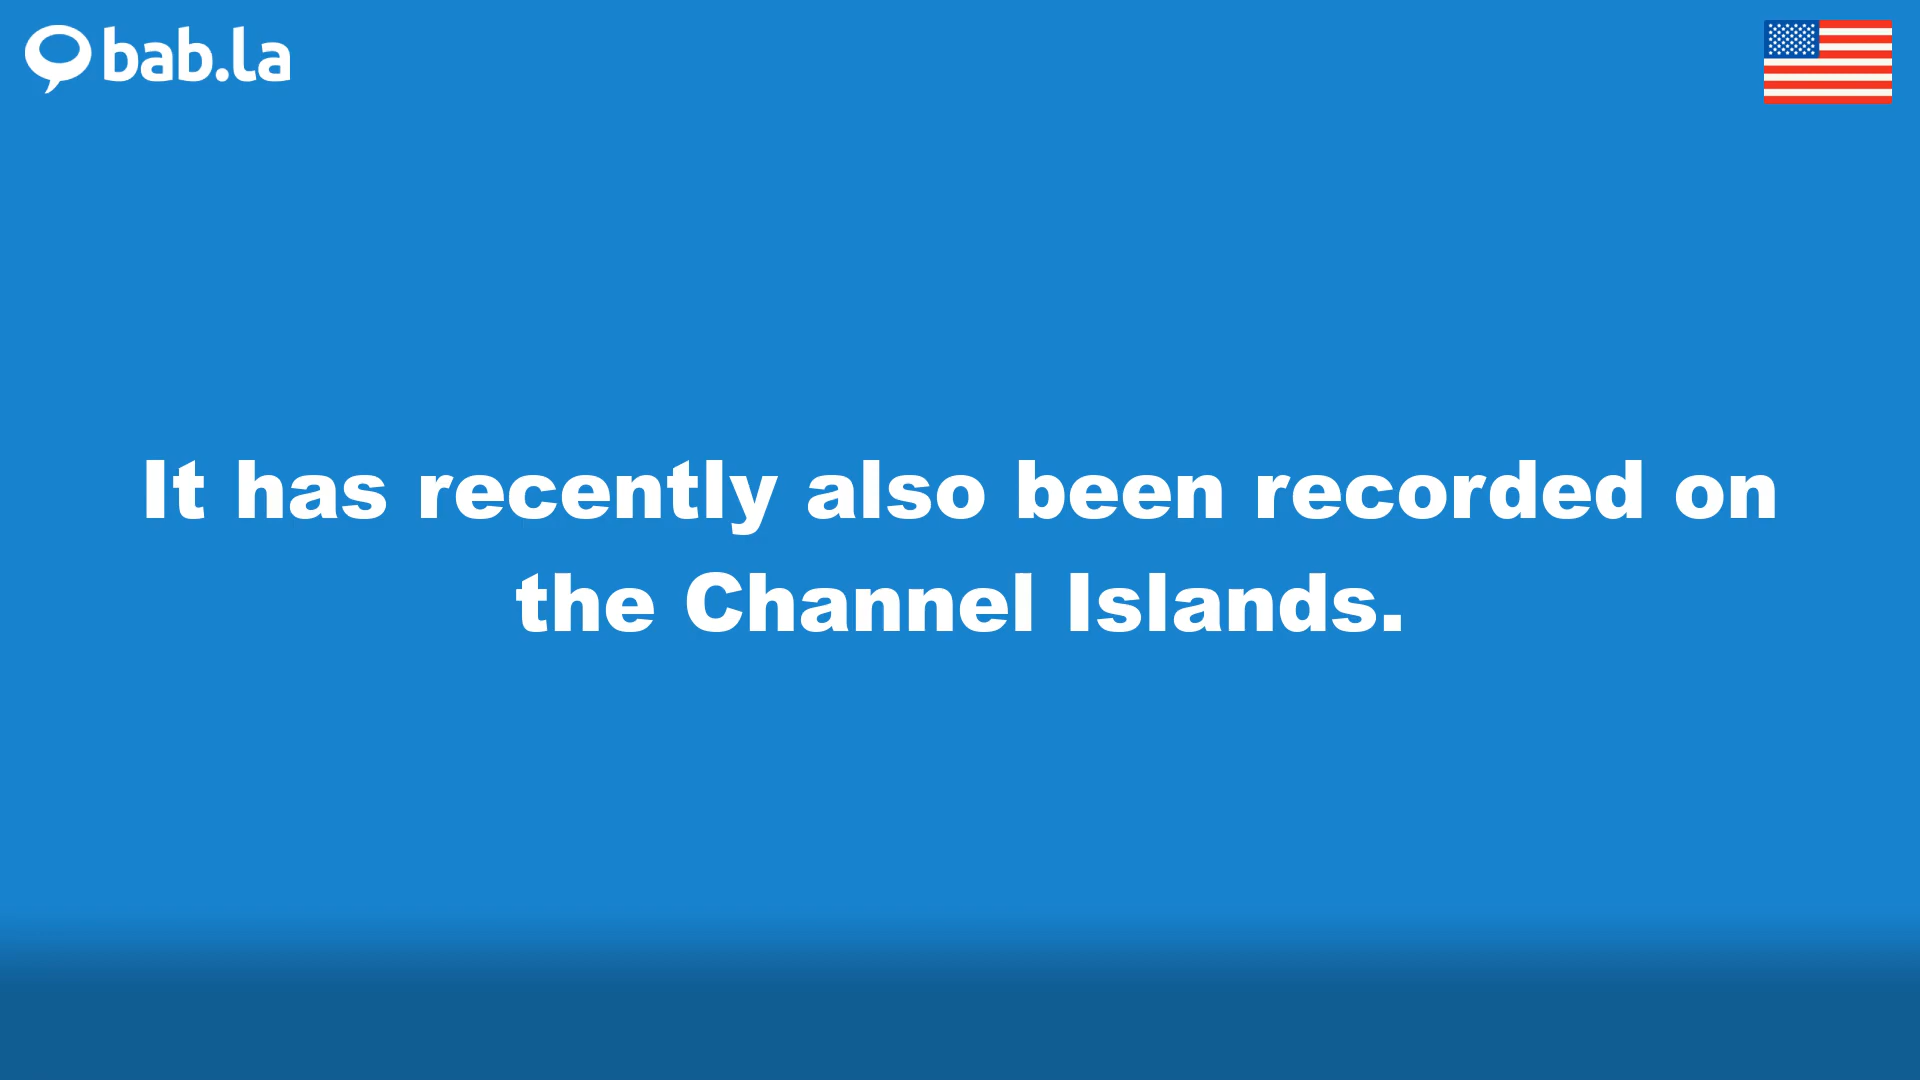 bab.la
It has recently also been recorded on
the Channel Islands.